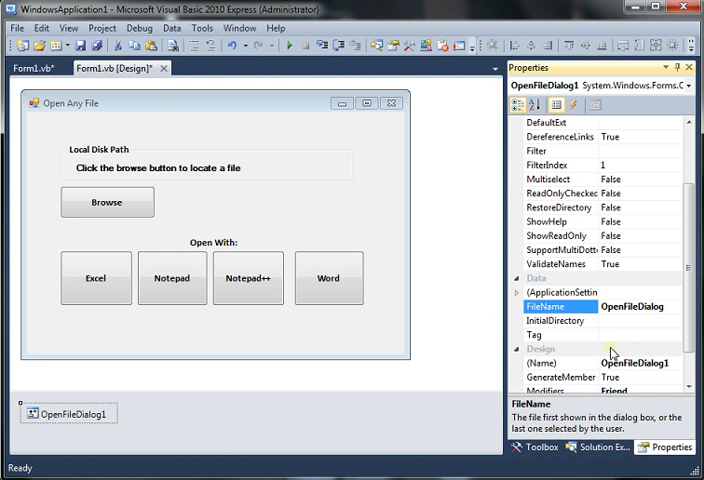 WindowsApplication1 - Microsoft Visual Basic 2010 Express (Administrator)
File Edit View Project Debug Data Tools Window Help
Form1.vb* Form1.vb [Design]*
Open Any File
Local Disk Path
Click the browse button to locate a file
Browse
Open With:
Excel Notepad Notepad++ Word
OpenFileDialog1
Ready
Properties
OpenFileDialog1 System.Windows.Forms.C
DefaultExt
DereferenceLinks True
Filter
FilterIndex 1
Multiselect False
ReadOnlyChecked False
RestoreDirectory False
ShowHelp False
ShowReadOnly False
SupportMultiDott False
ValidateNames True
Data
(ApplicationSettin
FileName OpenFileDialog
InitialDirectory
Tag
Design
(Name) OpenFileDialog1
GenerateMember True
Modifiers Friend
FileName
The file first shown in the dialog box, or the
last one selected by the user.
Toolbox Solution Ex... Properties